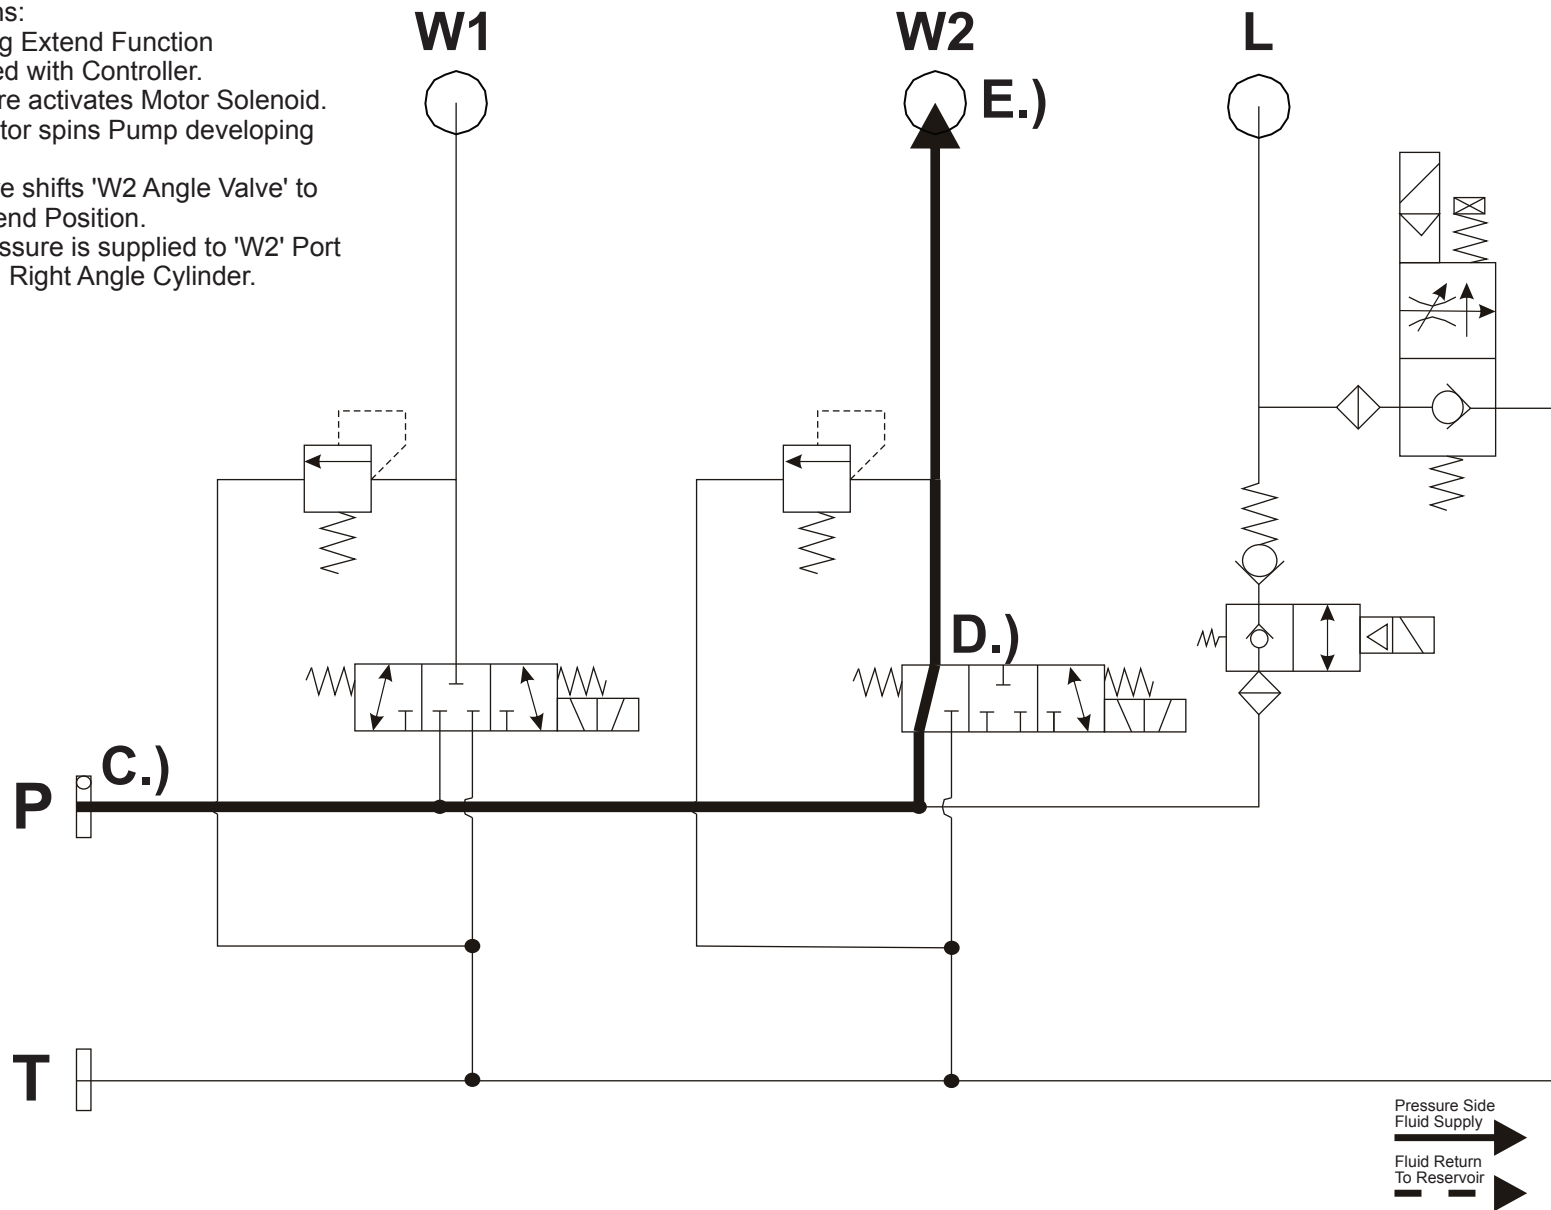 ns:
g Extend Function
ed with Controller.
re activates Motor Solenoid.
tor spins Pump developing
e shifts 'W2 Angle Valve' to
end Position.
ssure is supplied to 'W2' Port
Right Angle Cylinder.
W1
W2
L
E.)
D.)
C.)
P
T
Pressure Side
Fluid Supply
Fluid Return
To Reservoir